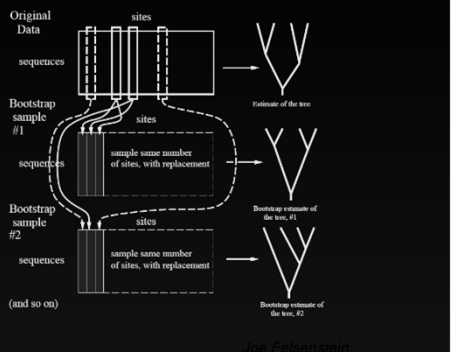 Original
Data
sites
sequences
Estimate of the tree
Bootstrap
sample
#1
sites
sequences
sample same number
of sites, with replacement
Bootstrap estimate of
the tree, #1
Bootstrap
sample
#2
sites
sequences
sample same number
of sites, with replacement
Bootstrap estimate of
the tree, #2
(and so on)
Joe Felsenstein